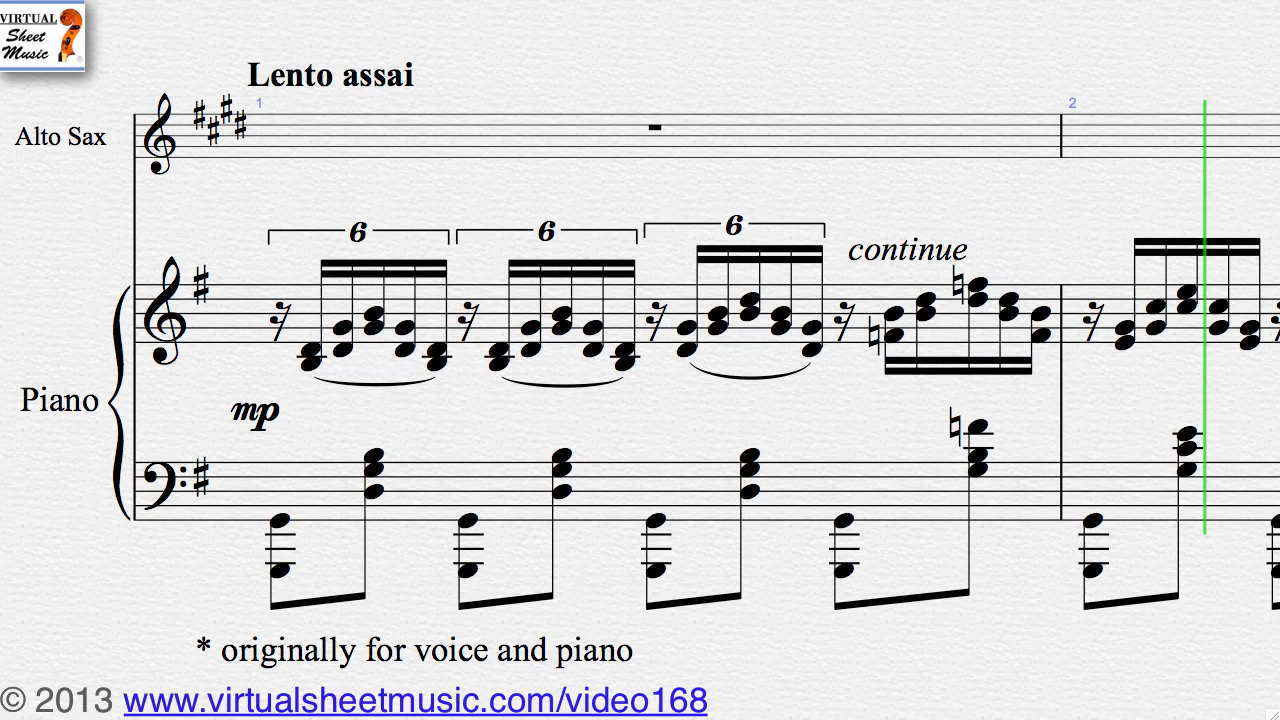 VIRTUAL
Sheet
Music
®
Lento assai
1
2
Alto Sax
6
6
6
continue
mp
Piano
* originally for voice and piano
© 2013 www.virtualsheetmusic.com/video168